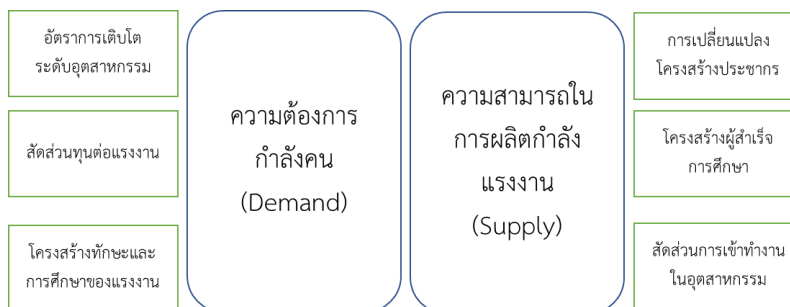 อัตราการเติบโต
ระดับอุตสาหกรรม
สัดส่วนทุนต่อแรงงาน
โครงสร้างทักษะและ
การศึกษาของแรงงาน
ความต้องการ
กำลังคน
(Demand)
ความสามารถใน
การผลิตกำลัง
แรงงาน
(Supply)
การเปลี่ยนแปลง
โครงสร้างประชากร
โครงสร้างผู้สำเร็จ
การศึกษา
สัดส่วนการเข้าทำงาน
ในอุตสาหกรรม